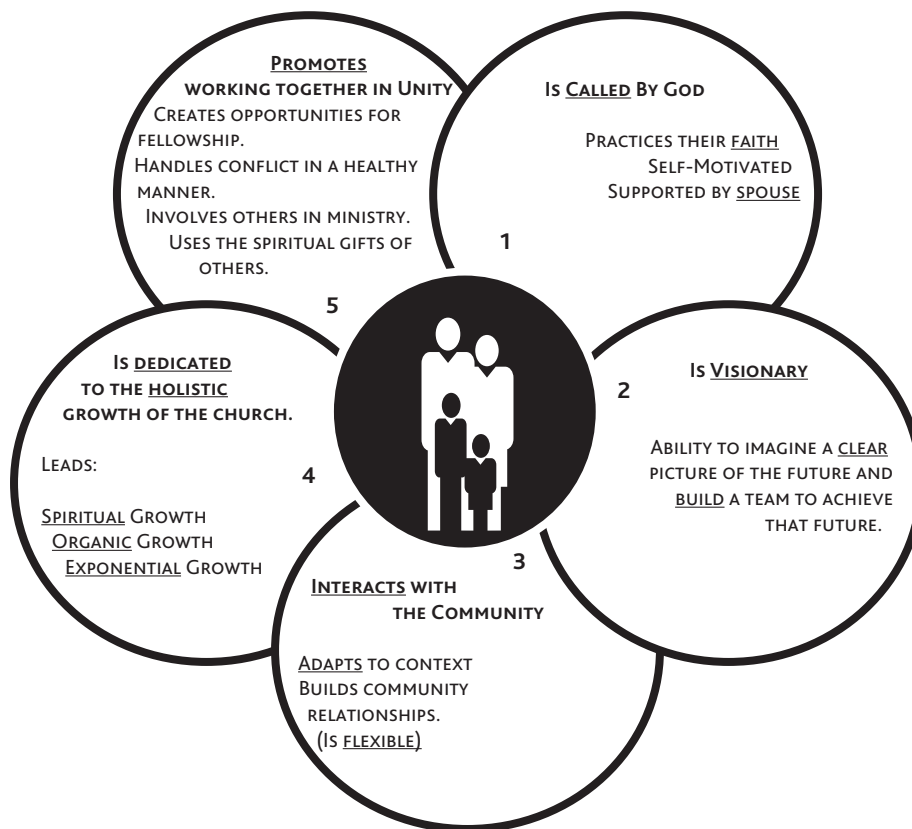 Is Called By God
Practices their faith
Self-Motivated
Supported by spouse
1
Is Visionary
2
Ability to imagine a clear
picture of the future and
build a team to achieve
that future.
3
Interacts with
the Community
Adapts to context
Builds community
relationships.
(Is flexible)
4
Is dedicated
to the holistic
growth of the church.
Leads:
Spiritual Growth
Organic Growth
Exponential Growth
5
Promotes
working together in Unity
Creates opportunities for
fellowship.
Handles conflict in a healthy
manner.
Involves others in ministry.
Uses the spiritual gifts of
others.